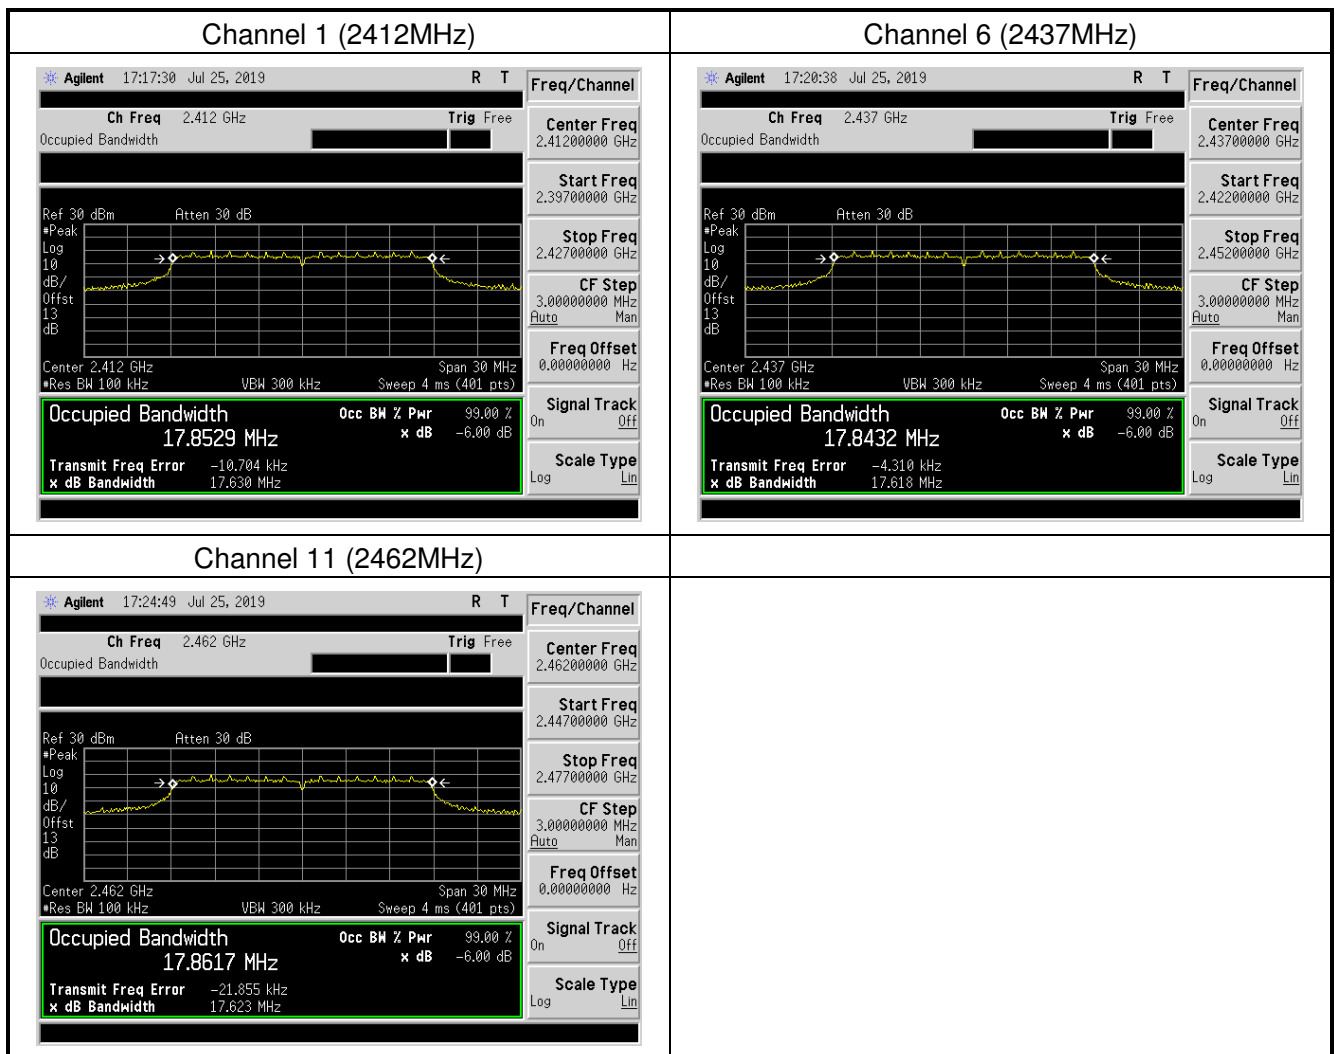 Channel 1 (2412MHz)
Agilent 17:17:30 Jul 25, 2019 R T
Freq/Channel
Ch Freq 2.412 GHz Trig Free
Occupied Bandwidth
Center Freq
2.41200000 GHz
Start Freq
2.39700000 GHz
Stop Freq
2.42700000 GHz
CF Step
3.00000000 MHz
Auto Man
Freq Offset
0.00000000 Hz
Signal Track
On Off
Scale Type
Log Lin
Ref 30 dBm Atten 30 dB
#Peak
Log
10
dB/
Offst
13
dB
Center 2.412 GHz Span 30 MHz
#Res BW 100 kHz VBW 300 kHz Sweep 4 ms (401 pts)
Occupied Bandwidth Occ BW % Pwr 99.00 %
17.8529 MHz x dB -6.00 dB
Transmit Freq Error -10.704 kHz
x dB Bandwidth 17.630 MHz
Channel 6 (2437MHz)
Agilent 17:20:38 Jul 25, 2019 R T
Freq/Channel
Ch Freq 2.437 GHz Trig Free
Occupied Bandwidth
Center Freq
2.43700000 GHz
Start Freq
2.42200000 GHz
Stop Freq
2.45200000 GHz
CF Step
3.00000000 MHz
Auto Man
Freq Offset
0.00000000 Hz
Signal Track
On Off
Scale Type
Log Lin
Ref 30 dBm Atten 30 dB
#Peak
Log
10
dB/
Offst
13
dB
Center 2.437 GHz Span 30 MHz
#Res BW 100 kHz VBW 300 kHz Sweep 4 ms (401 pts)
Occupied Bandwidth Occ BW % Pwr 99.00 %
17.8432 MHz x dB -6.00 dB
Transmit Freq Error -4.310 kHz
x dB Bandwidth 17.618 MHz
Channel 11 (2462MHz)
Agilent 17:24:49 Jul 25, 2019 R T
Freq/Channel
Ch Freq 2.462 GHz Trig Free
Occupied Bandwidth
Center Freq
2.46200000 GHz
Start Freq
2.44700000 GHz
Stop Freq
2.47700000 GHz
CF Step
3.00000000 MHz
Auto Man
Freq Offset
0.00000000 Hz
Signal Track
On Off
Scale Type
Log Lin
Ref 30 dBm Atten 30 dB
#Peak
Log
10
dB/
Offst
13
dB
Center 2.462 GHz Span 30 MHz
#Res BW 100 kHz VBW 300 kHz Sweep 4 ms (401 pts)
Occupied Bandwidth Occ BW % Pwr 99.00 %
17.8617 MHz x dB -6.00 dB
Transmit Freq Error -21.855 kHz
x dB Bandwidth 17.623 MHz